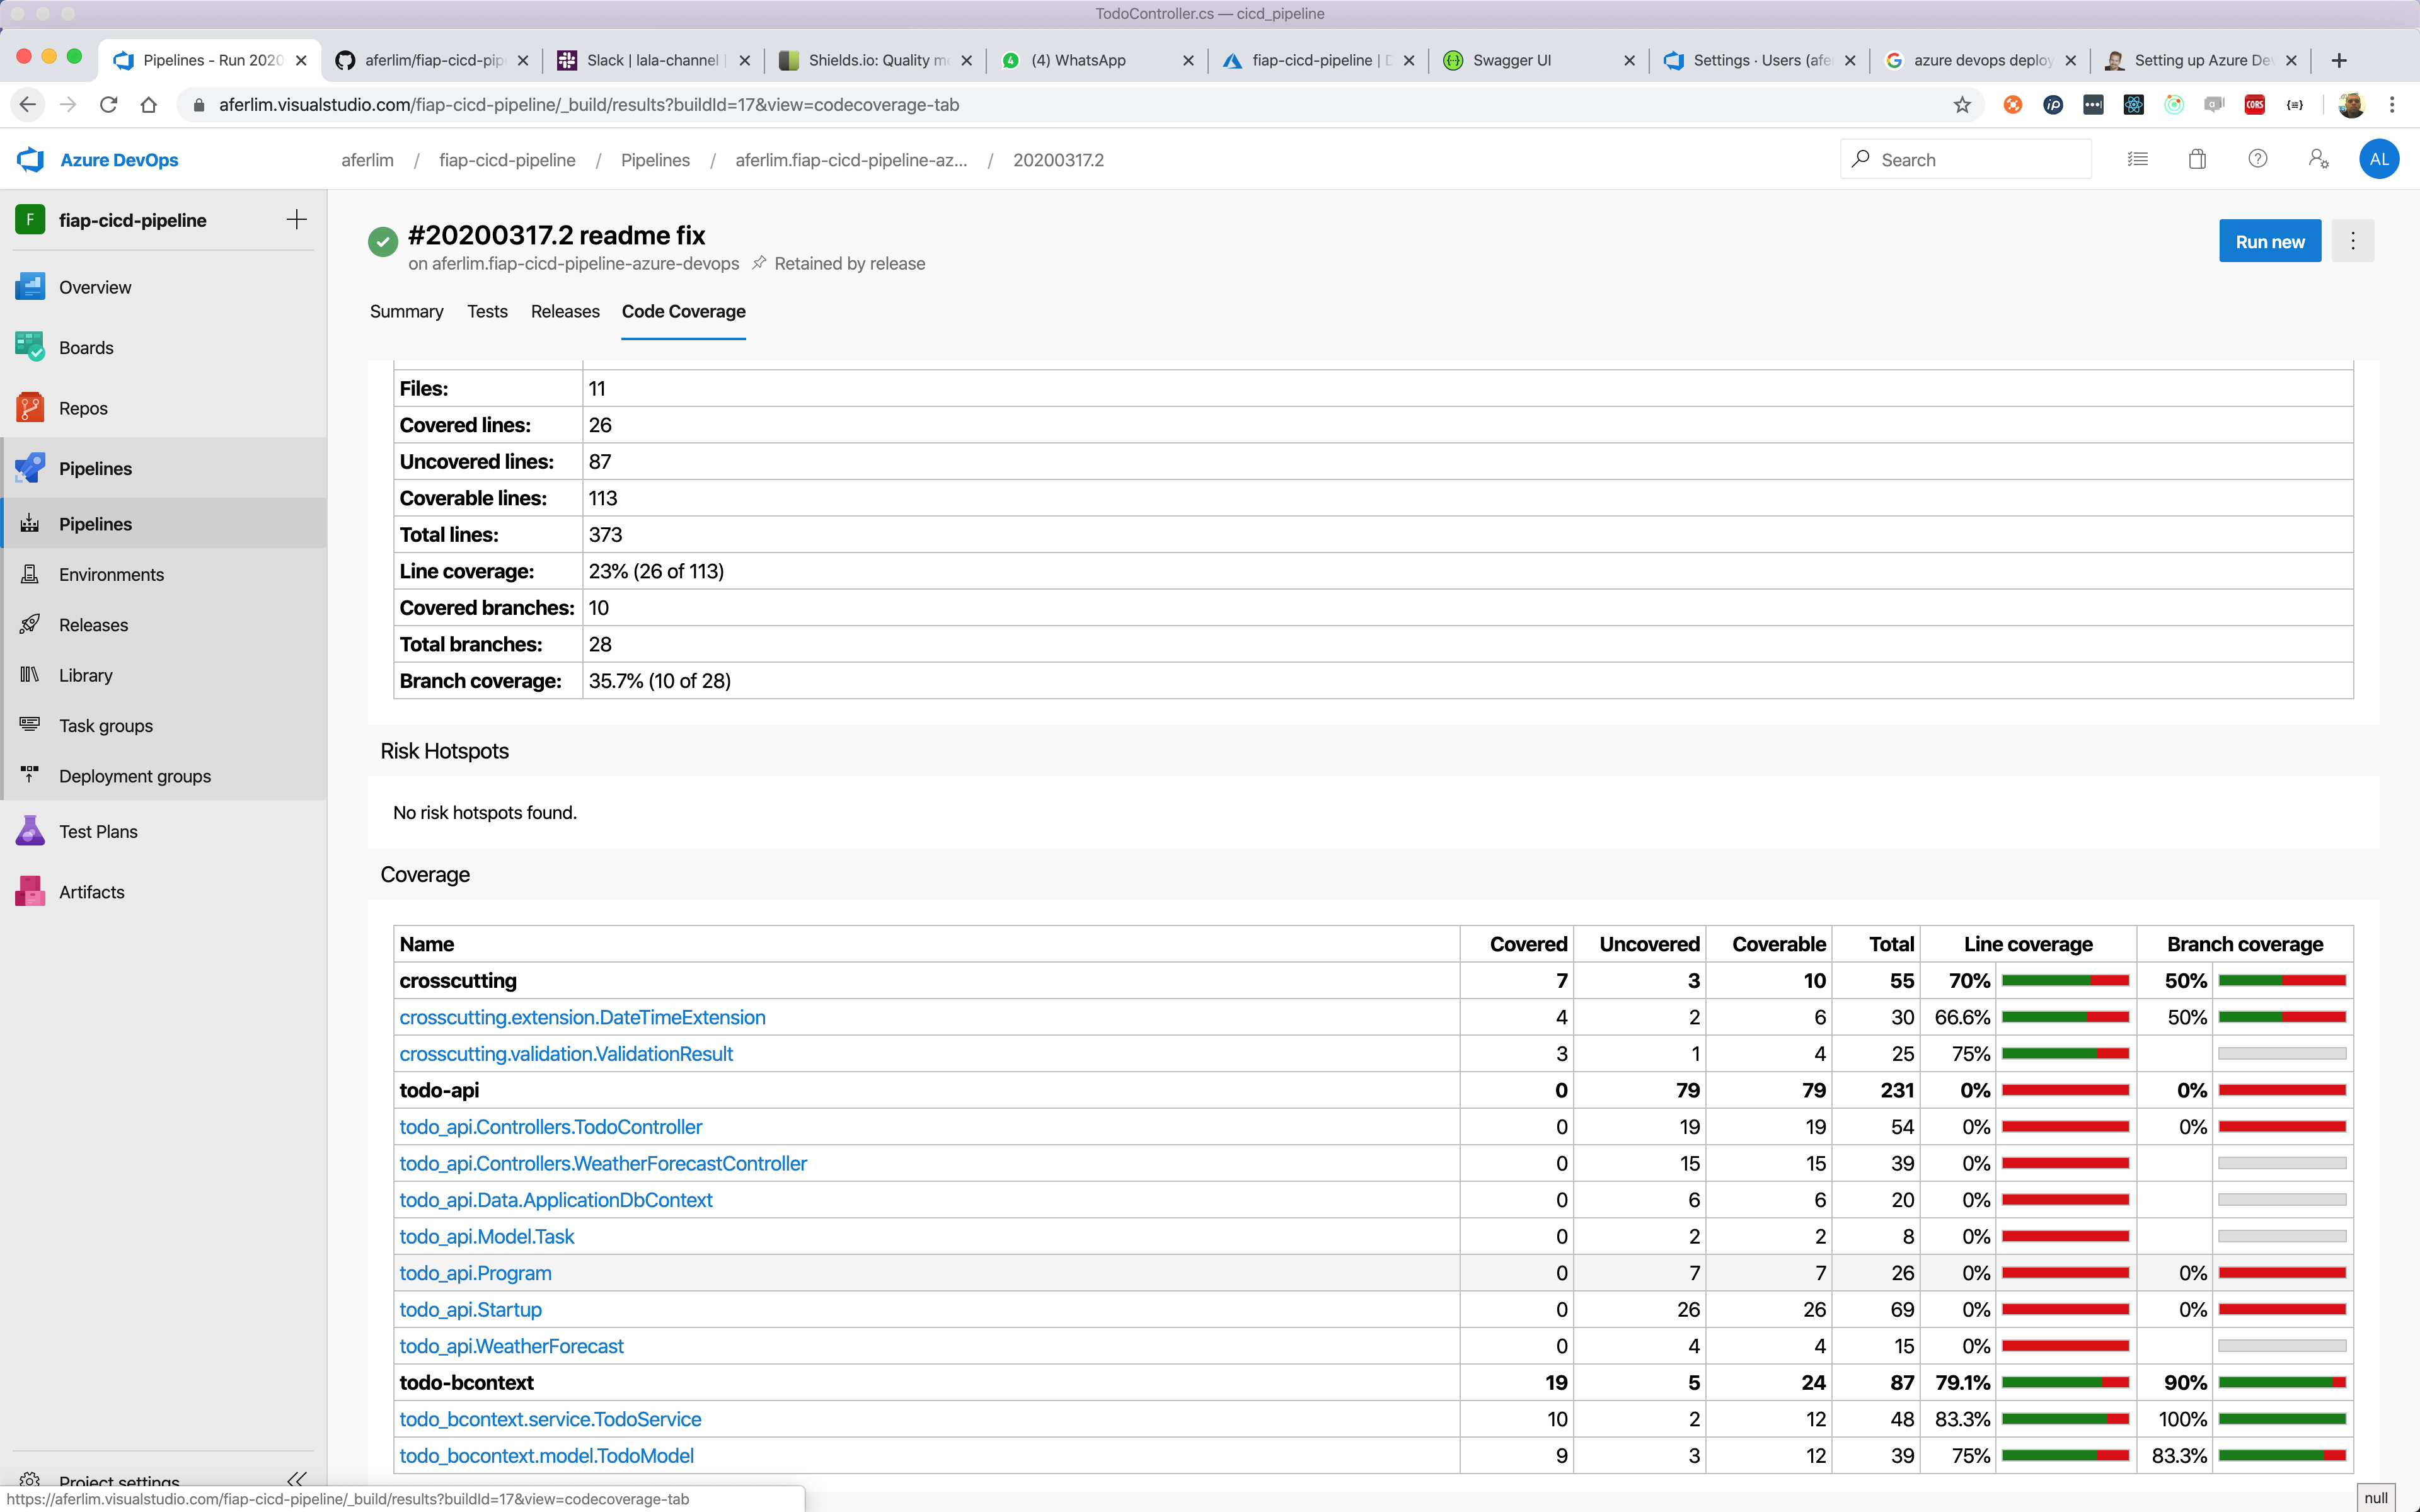 TodoController.cs — cicd_pipeline
Pipelines - Run 2020
aferlim/fiap-cicd-pip
Slack | lala-channel
Shields.io: Quality m
(4) WhatsApp
fiap-cicd-pipeline | D
Swagger UI
Settings · Users (afe
azure devops deploy
Setting up Azure De
aferlim.visualstudio.com/fiap-cicd-pipeline/_build/results?buildId=17&view=codecoverage-tab
CORS
Azure DevOps
aferlim / fiap-cicd-pipeline / Pipelines / aferlim.fiap-cicd-pipeline-az... / 20200317.2
Search
AL
F fiap-cicd-pipeline
Overview
Boards
Repos
Pipelines
Pipelines
Environments
Releases
Library
Task groups
Deployment groups
Test Plans
Artifacts
Project settings
#20200317.2 readme fix
on aferlim.fiap-cicd-pipeline-azure-devops Retained by release
Run new
Summary Tests Releases Code Coverage
Files: 11
Covered lines: 26
Uncovered lines: 87
Coverable lines: 113
Total lines: 373
Line coverage: 23% (26 of 113)
Covered branches: 10
Total branches: 28
Branch coverage: 35.7% (10 of 28)
Risk Hotspots
No risk hotspots found.
Coverage
Name Covered Uncovered Coverable Total Line coverage Branch coverage
crosscutting 7 3 10 55 70% 50%
crosscutting.extension.DateTimeExtension 4 2 6 30 66.6% 50%
crosscutting.validation.ValidationResult 3 1 4 25 75%
todo-api 0 79 79 231 0% 0%
todo_api.Controllers.TodoController 0 19 19 54 0% 0%
todo_api.Controllers.WeatherForecastController 0 15 15 39 0%
todo_api.Data.ApplicationDbContext 0 6 6 20 0%
todo_api.Model.Task 0 2 2 8 0%
todo_api.Program 0 7 7 26 0% 0%
todo_api.Startup 0 26 26 69 0% 0%
todo_api.WeatherForecast 0 4 4 15 0%
todo-bcontext 19 5 24 87 79.1% 90%
todo_bcontext.service.TodoService 10 2 12 48 83.3% 100%
todo_bocontext.model.TodoModel 9 3 12 39 75% 83.3%
https://aferlim.visualstudio.com/fiap-cicd-pipeline/_build/results?buildId=17&view=codecoverage-tab
null